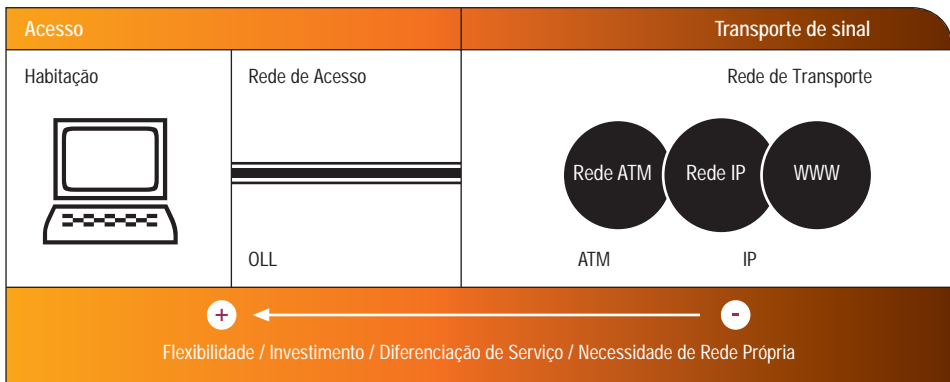 Acesso
Transporte de sinal
Habitação
Rede de Acesso
Rede de Transporte
Rede ATM
Rede IP
WWW
OLL
ATM
IP
+
-
Flexibilidade / Investimento / Diferenciação de Serviço / Necessidade de Rede Própria